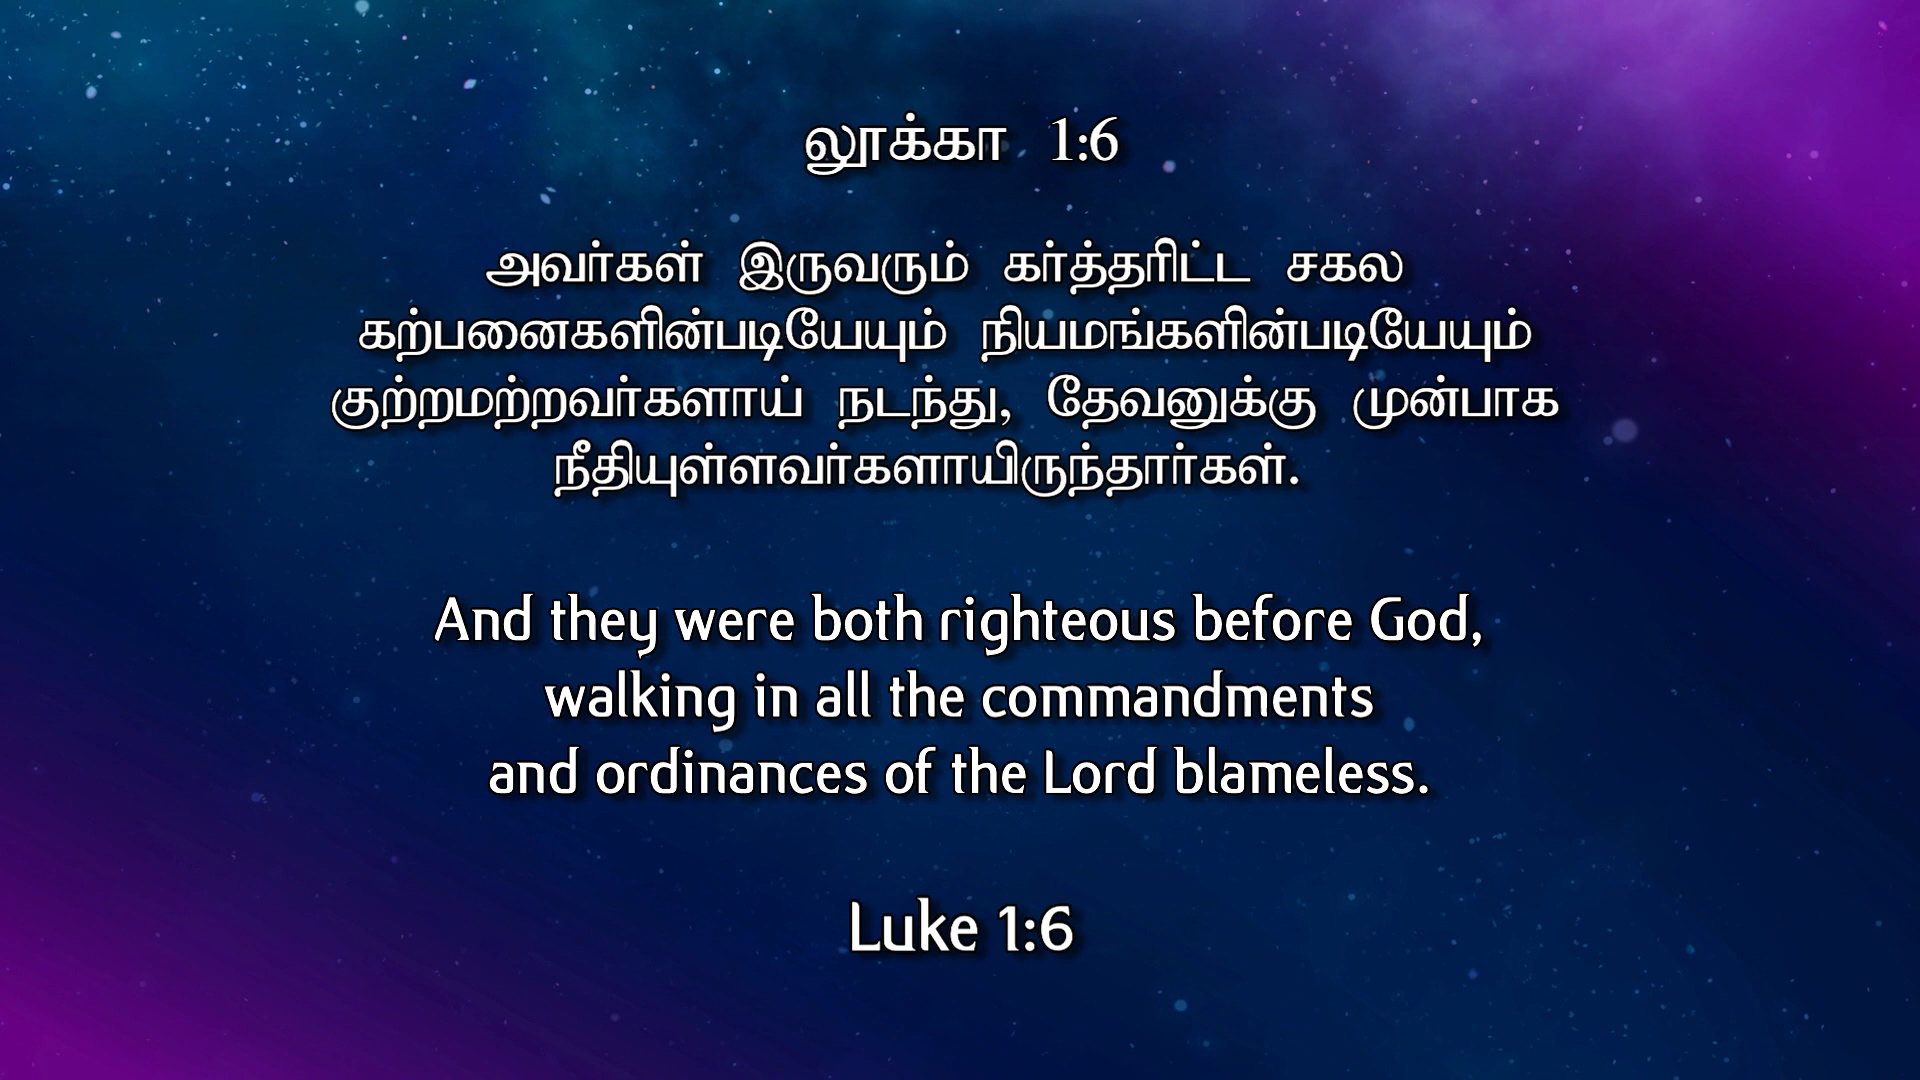 லூக்கா 1:6
அவர்கள் இருவரும் கர்த்தரிட்ட சகல
கற்பனைகளின்படியேயும் நியமங்களின்படியேயும்
குற்றமற்றவர்களாய் நடந்து, தேவனுக்கு முன்பாக
நீதியுள்ளவர்களாயிருந்தார்கள்.
And they were both righteous before God,
walking in all the commandments
and ordinances of the Lord blameless.
Luke 1:6